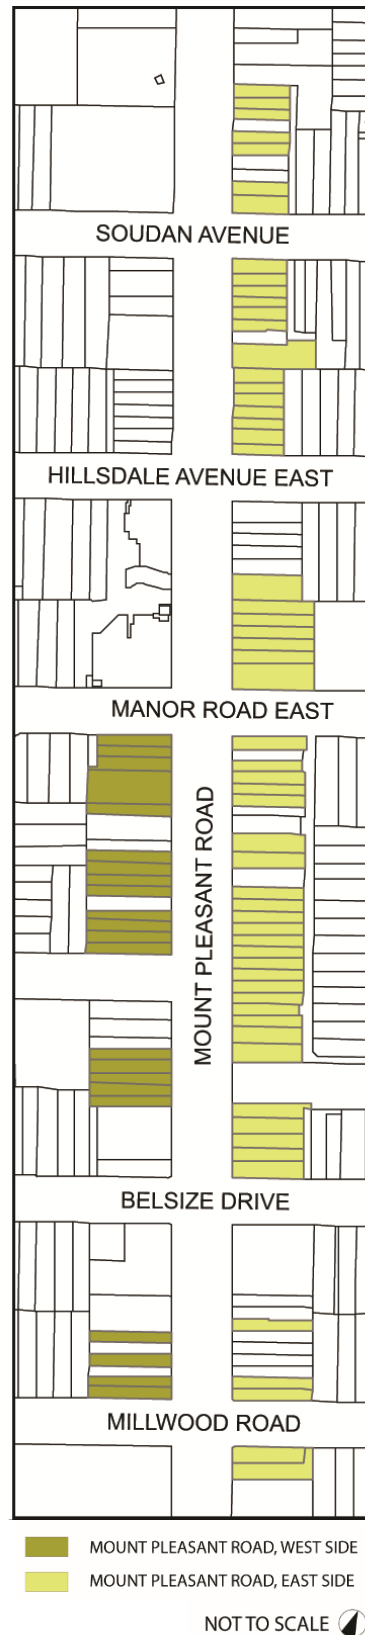 SOUDAN AVENUE
HILLSDALE AVENUE EAST
MANOR ROAD EAST
MOUNT PLEASANT ROAD
BELSIZE DRIVE
MILLWOOD ROAD
MOUNT PLEASANT ROAD, WEST SIDE
MOUNT PLEASANT ROAD, EAST SIDE
NOT TO SCALE